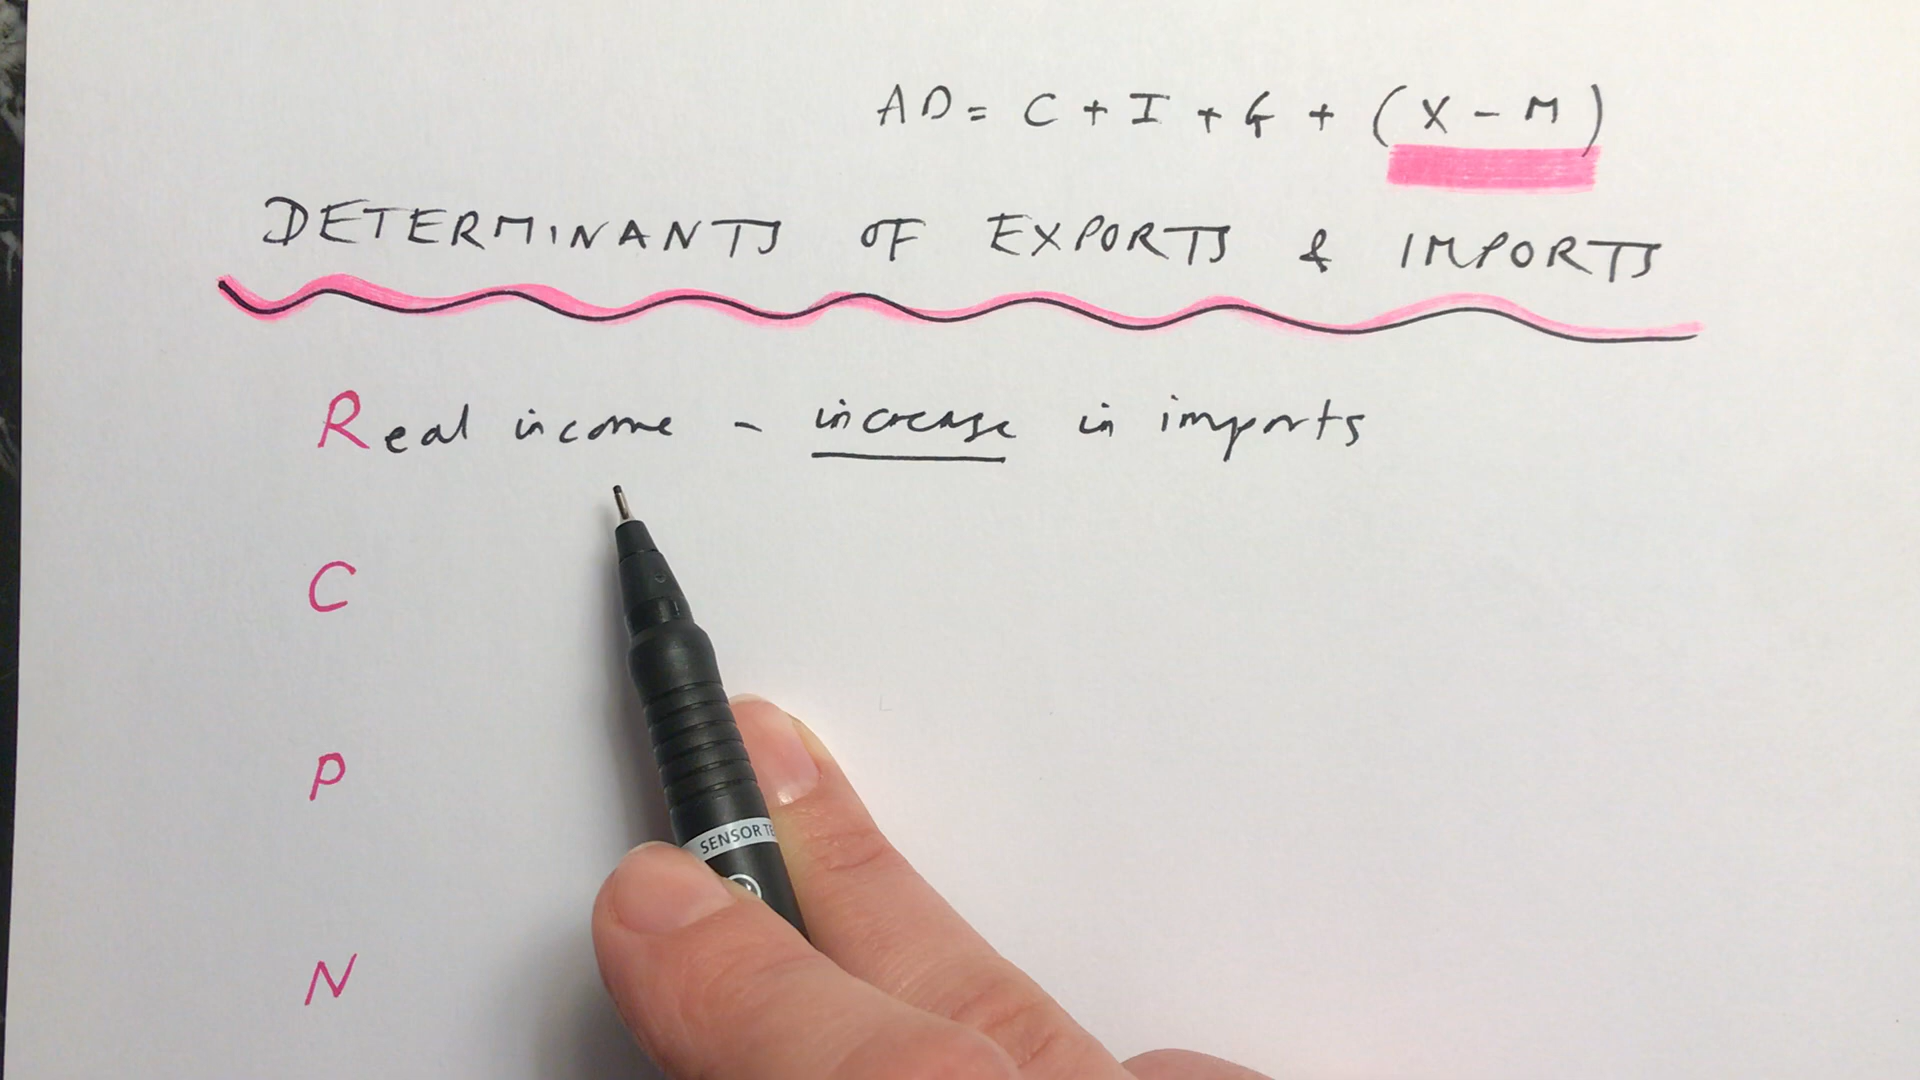 AD = C + I + G + (X - M)
DETERMINANTS OF EXPORTS & IMPORTS
Real income - increase in imports
C
P
SENSOR TE
N